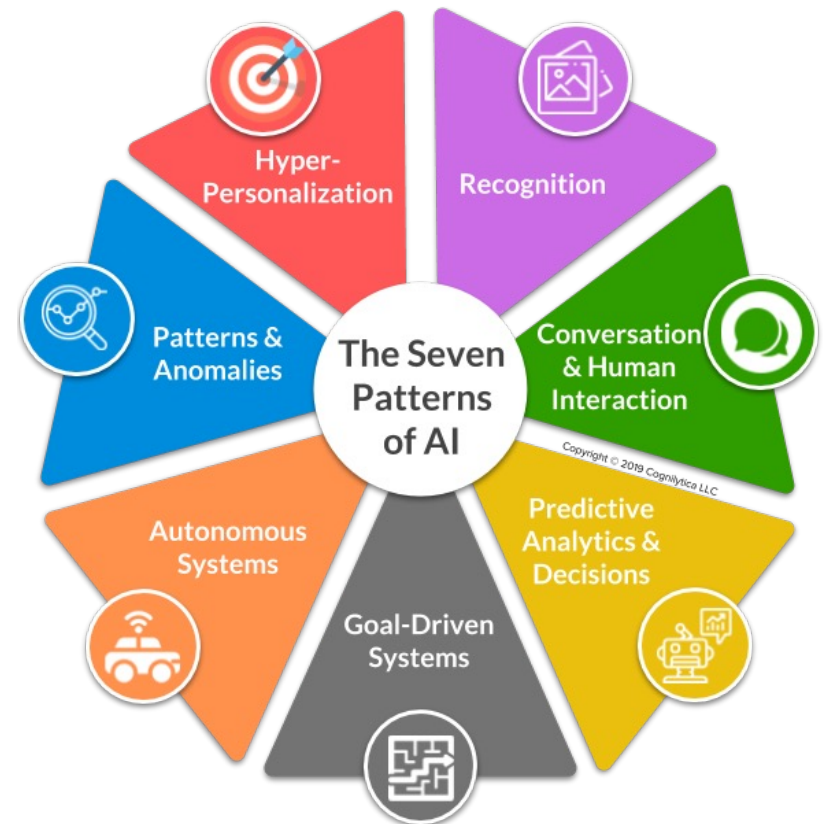 The Seven
Patterns
of AI
Recognition
Conversation
& Human
Interaction
Copyright © 2019 Cognilytica LLC
Predictive
Analytics &
Decisions
Goal-Driven
Systems
Autonomous
Systems
Patterns &
Anomalies
Hyper-
Personalization